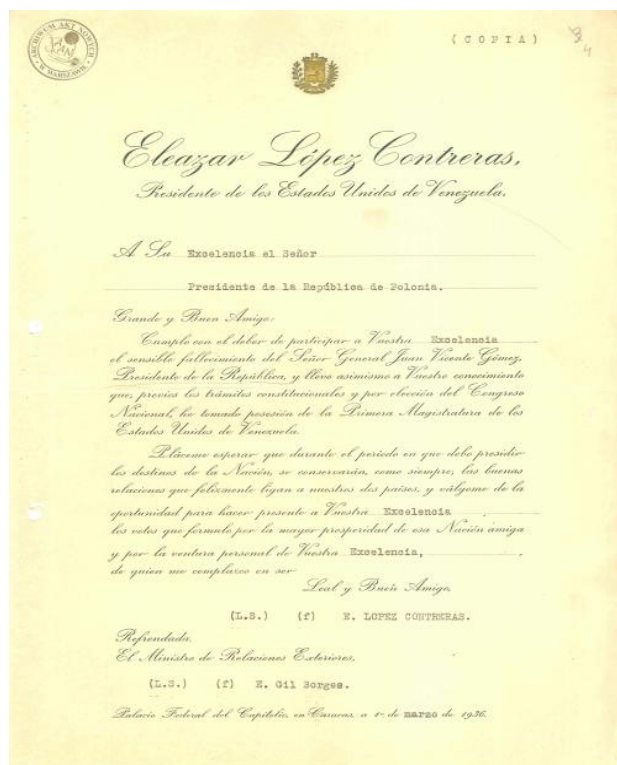 ARCHIWUM AKT NOWYCH
W WARSZAWIE
(COPIA)
4
Eleazar López Contreras,
Presidente de los Estados Unidos de Venezuela.
A Su Excelencia el Señor
Presidente de la República de Polonia.
Grande y Buen Amigo:
Cumplo con el deber de participar a Vuestra Excelencia
el sensible fallecimiento del Señor General Juan Vicente Gómez,
Presidente de la República, y llevo asimismo a Vuestro conocimiento
que, previos los trámites constitucionales y por elección del Congreso
Nacional, he tomado posesión de la Primera Magistratura de los
Estados Unidos de Venezuela.
Pláceme esperar que durante el período en que debo presidir
los destinos de la Nación, se conservarán, como siempre, las buenas
relaciones que felizmente ligan a nuestros dos países, y válgome de la
oportunidad para hacer presente a Vuestra Excelencia
los votos que formulo por la mayor prosperidad de esa Nación amiga
y por la ventura personal de Vuestra Excelencia,
de quien me complazco en ser
Leal y Buen Amigo,
(L.S.) (f) E. LOPEZ CONTRERAS.
Refrendada.
El Ministro de Relaciones Exteriores,
(L.S.) (f) E. Gil Borges.
Palacio Federal del Capitolio, en Caracas, a 1º de marzo de 1936.